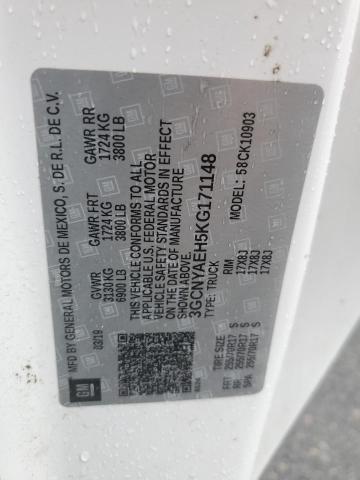 MFD BY GENERAL MOTORS DE MEXICO, S. DE R.L. DE C.V.
03/19
GVWR
3130 KG
6900 LB
GAWR FRT
1724 KG
3800 LB
GAWR RR
1724 KG
3800 LB
THIS VEHICLE CONFORMS TO ALL
APPLICABLE U.S. FEDERAL MOTOR
VEHICLE SAFETY STANDARDS IN EFFECT
ON THE DATE OF MANUFACTURE
SHOWN ABOVE.
3GCNYAEH5KG171148
TYPE: TRUCK
MODEL: 58CK10903
TIRE SIZE
RIM
FRT 255/70R17 S 17X8J
RR 255/70R17 S 17X8J
SPA 255/70R17 S 17X8J
GM